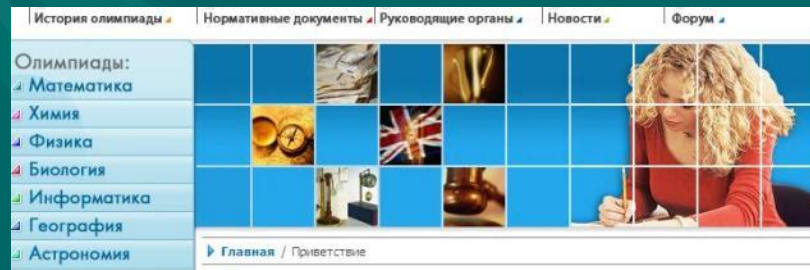 История олимпиады Нормативные документы Руководящие органы Новости Форум
Олимпиады:
Математика
Химия
Физика
Биология
Информатика
География
Астрономия
Главная / Приветствие